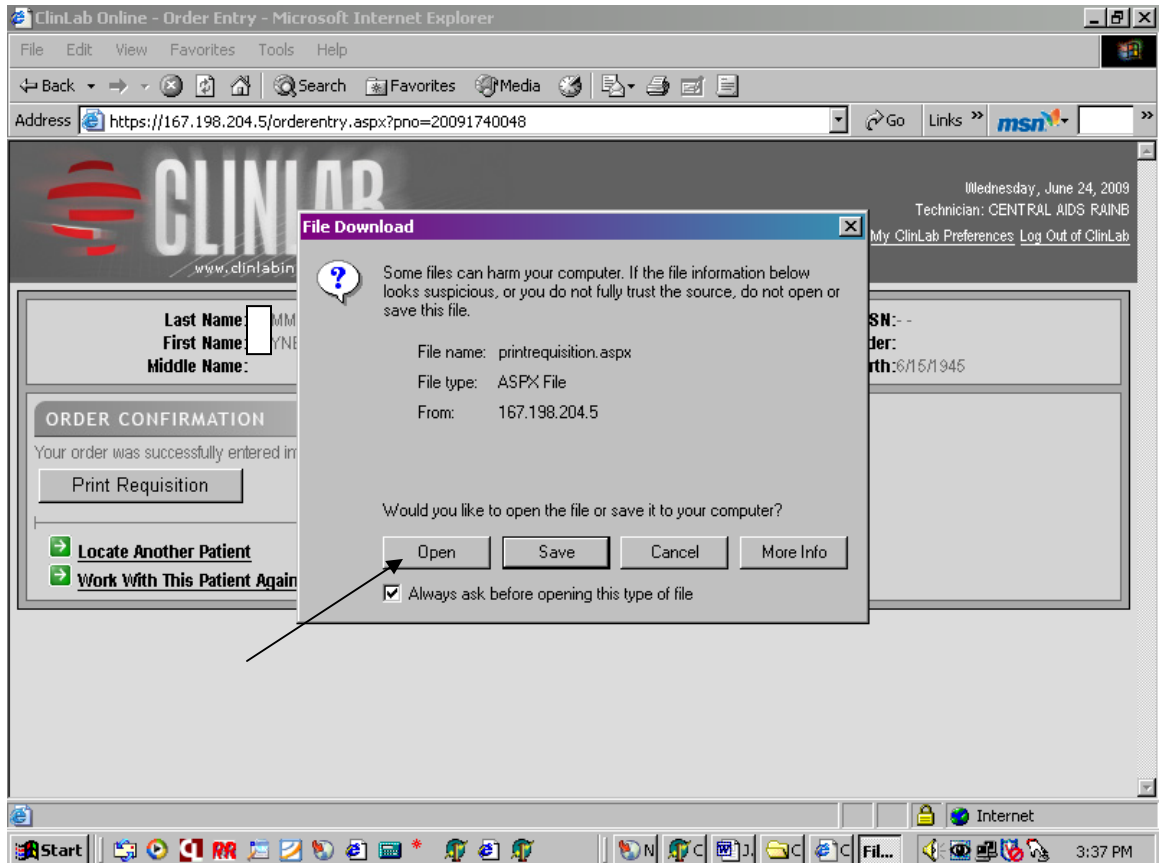 ClinLab Online - Order Entry - Microsoft Internet Explorer
File Edit View Favorites Tools Help
Back Search Favorites Media
Address https://167.198.204.5/orderentry.aspx?pno=20091740048 Go Links » msn »
CLINLAB
www.clinlabin
Wednesday, June 24, 2009
Technician: CENTRAL AIDS RAINB
My ClinLab Preferences Log Out of ClinLab
File Download
Some files can harm your computer. If the file information below
looks suspicious, or you do not fully trust the source, do not open or
save this file.
File name: printrequisition.aspx
File type: ASPX File
From: 167.198.204.5
Would you like to open the file or save it to your computer?
Open Save Cancel More Info
Always ask before opening this type of file
Last Name: MM
First Name: YNE
Middle Name:
SN:- -
der:
rth:6/15/1945
ORDER CONFIRMATION
Your order was successfully entered in
Print Requisition
Locate Another Patient
Work With This Patient Again
Internet
Start N C J. C C Fil... 3:37 PM